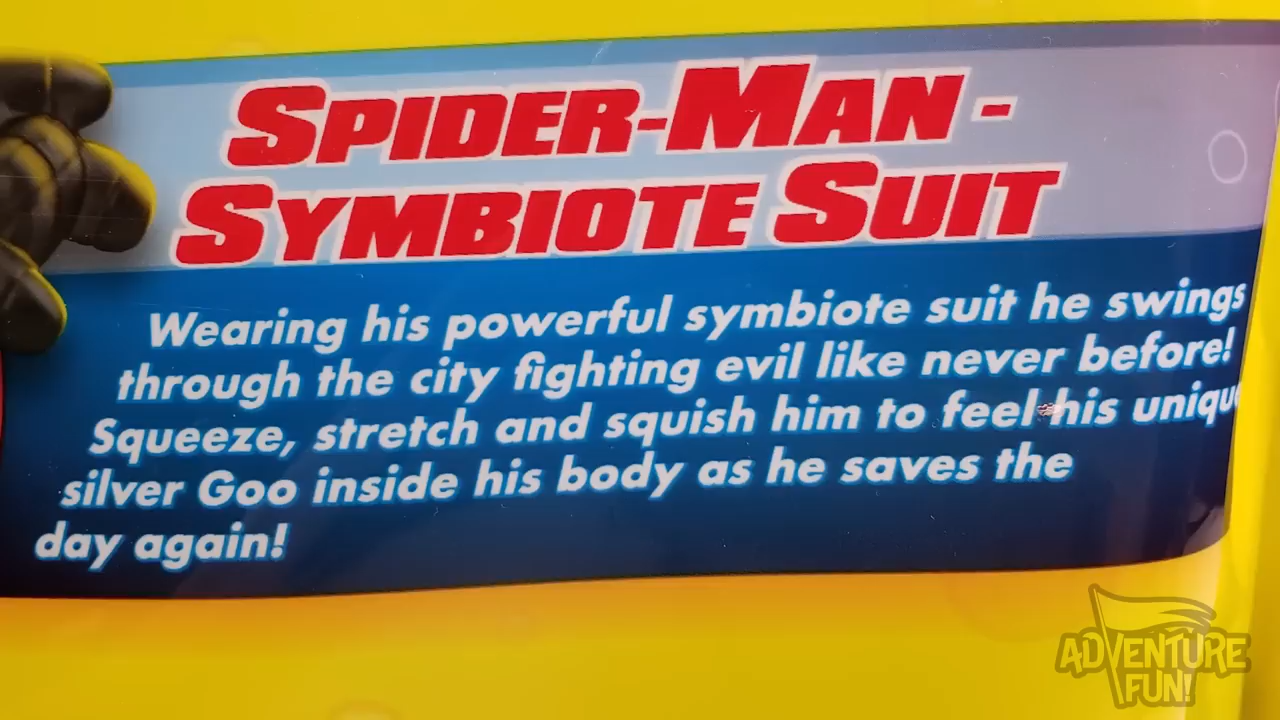 SPIDER-MAN -
SYMBIOTE SUIT
Wearing his powerful symbiote suit he swings
through the city fighting evil like never before!
Squeeze, stretch and squish him to feel his unique
silver Goo inside his body as he saves the
day again!
ADVENTURE
FUN!